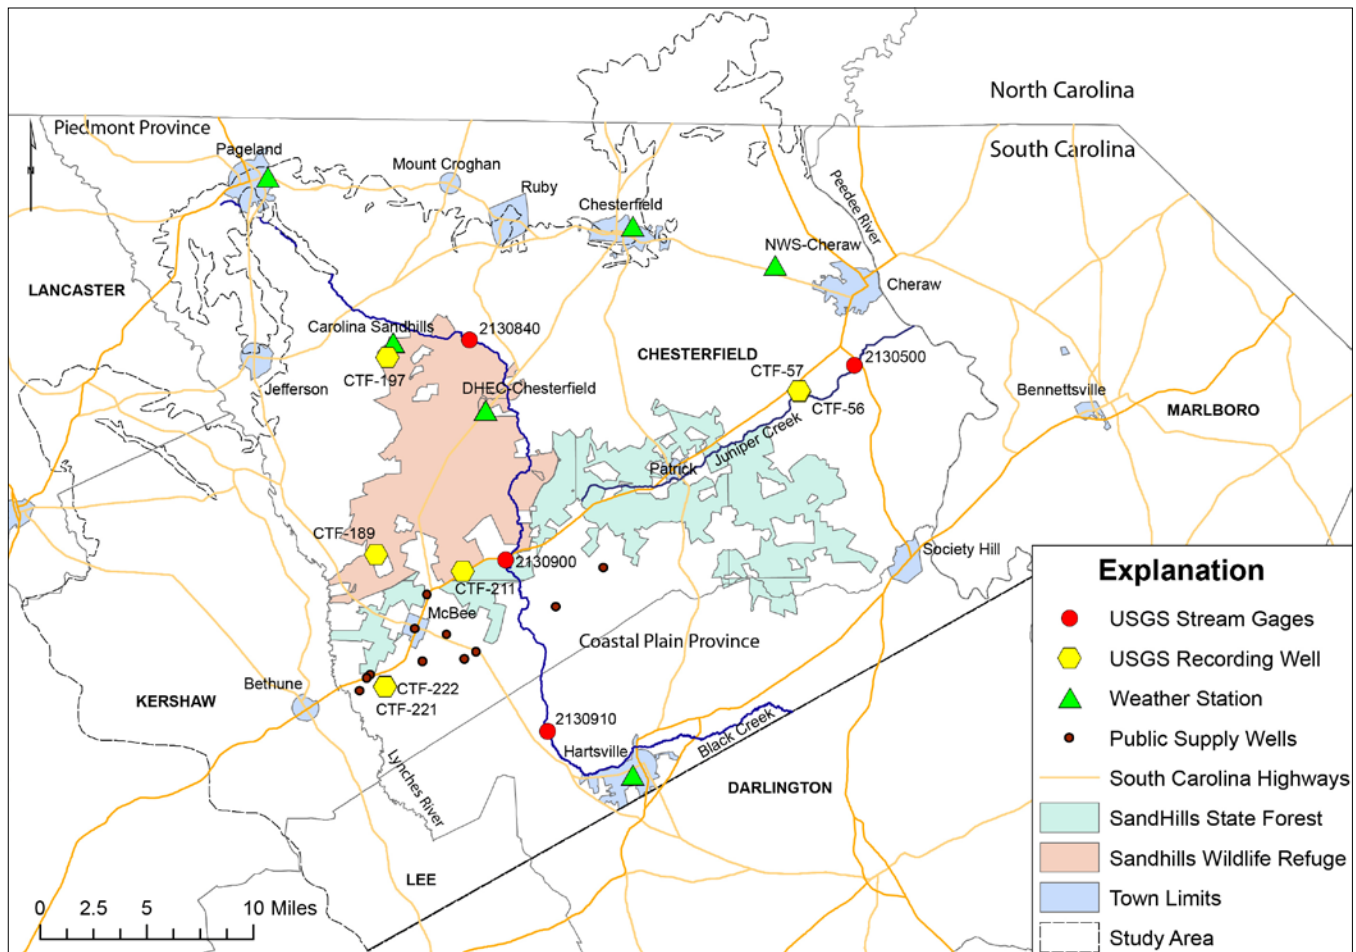 North Carolina
South Carolina
Piedmont Province
Pageland
Mount Croghan
Ruby
Chesterfield
Peedee River
NWS-Cheraw
Cheraw
N
LANCASTER
Carolina Sandhills
2130840
CHESTERFIELD
2130500
CTF-57
CTF-197
Jefferson
DHEC-Chesterfield
CTF-56
Bennettsville
MARLBORO
Juniper Creek
Patrick
CTF-189
2130900
CTF-211
Society Hill
McBee
Coastal Plain Province
Bethune
KERSHAW
CTF-222
CTF-221
2130910
Hartsville
Black Creek
Lynches River
DARLINGTON
LEE
0 2.5 5 10 Miles
Explanation
USGS Stream Gages
USGS Recording Well
Weather Station
Public Supply Wells
South Carolina Highways
SandHills State Forest
Sandhills Wildlife Refuge
Town Limits
Study Area